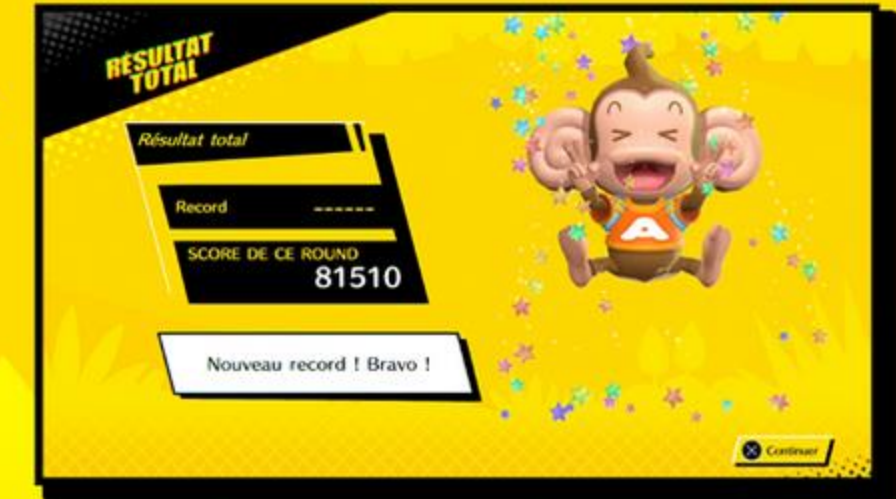 RÉSULTAT
TOTAL
Résultat total
Record ------
SCORE DE CE ROUND
81510
A
Nouveau record ! Bravo !
Continuer